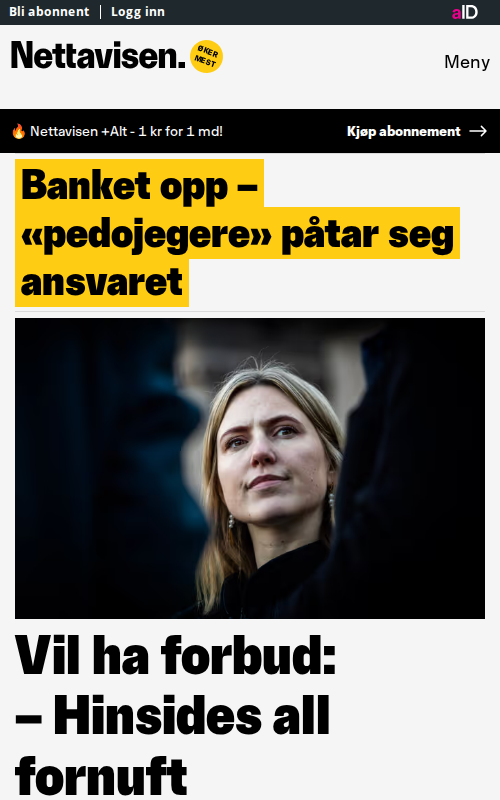 Bli abonnent | Logg inn
aID
Nettavisen.
ØKER
MEST
Meny
🔥 Nettavisen +Alt - 1 kr for 1 md!
Kjøp abonnement →
Banket opp –
«pedojegere» påtar seg
ansvaret
Vil ha forbud:
– Hinsides all
fornuft